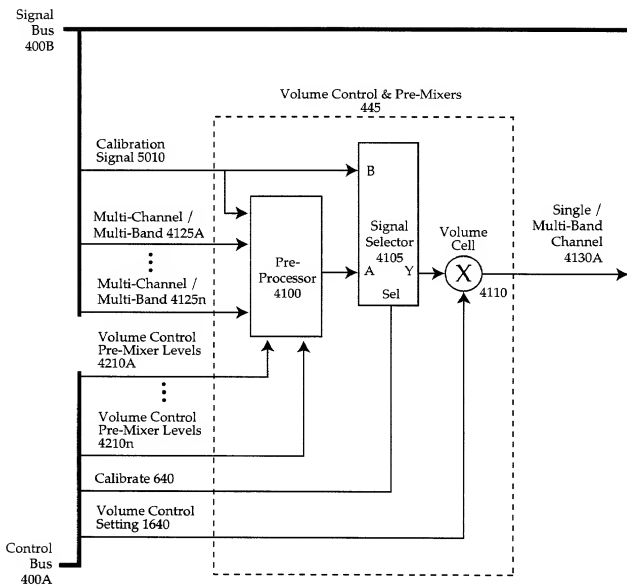 Signal
Bus
400B
Volume Control & Pre-Mixers
445
Calibration
Signal 5010
B
Multi-Channel /
Multi-Band 4125A
Signal
Selector
4105
Volume
Cell
Single /
Multi-Band
Channel
4130A
Pre-
Processor
4100
A
Y
X
Multi-Channel /
Multi-Band 4125n
Sel
4110
Volume Control
Pre-Mixer Levels
4210A
Volume Control
Pre-Mixer Levels
4210n
Calibrate 640
Volume Control
Setting 1640
Control
Bus
400A